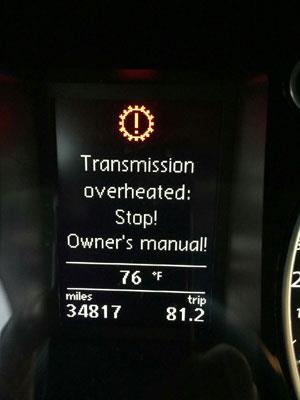 Transmission
overheated:
Stop!
Owner's manual!
76 °F
miles trip
34817 81.2